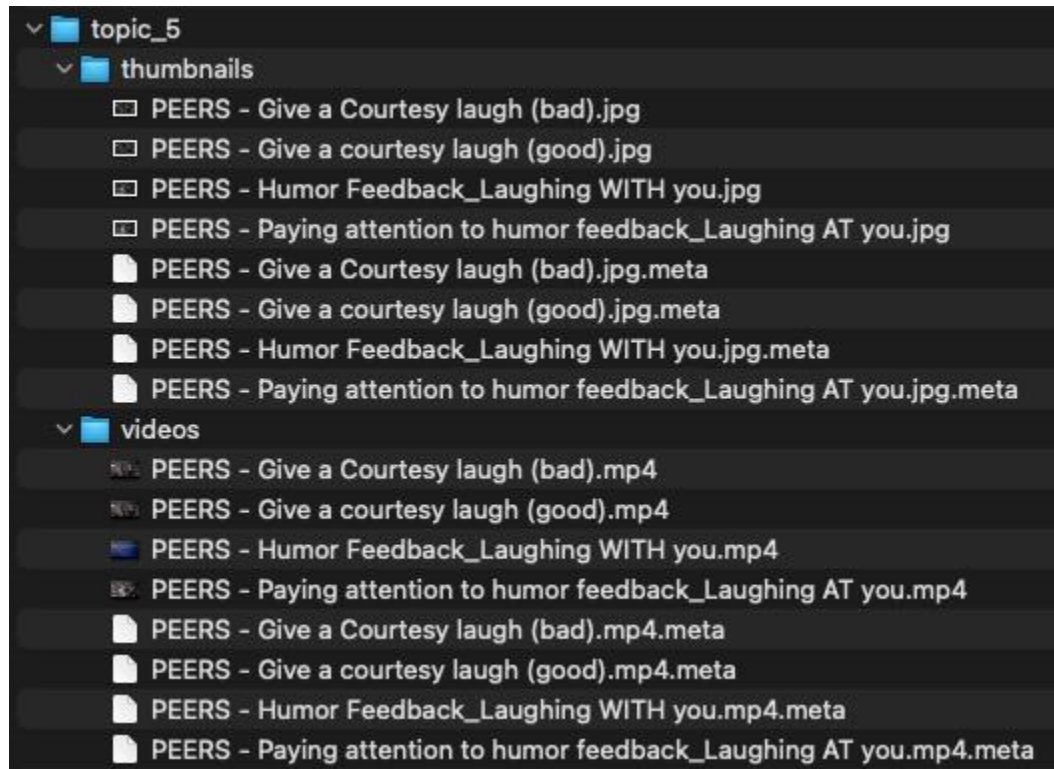 topic_5
thumbnails
PEERS - Give a Courtesy laugh (bad).jpg
PEERS - Give a courtesy laugh (good).jpg
PEERS - Humor Feedback_Laughing WITH you.jpg
PEERS - Paying attention to humor feedback_Laughing AT you.jpg
PEERS - Give a Courtesy laugh (bad).jpg.meta
PEERS - Give a courtesy laugh (good).jpg.meta
PEERS - Humor Feedback_Laughing WITH you.jpg.meta
PEERS - Paying attention to humor feedback_Laughing AT you.jpg.meta
videos
PEERS - Give a Courtesy laugh (bad).mp4
PEERS - Give a courtesy laugh (good).mp4
PEERS - Humor Feedback_Laughing WITH you.mp4
PEERS - Paying attention to humor feedback_Laughing AT you.mp4
PEERS - Give a Courtesy laugh (bad).mp4.meta
PEERS - Give a courtesy laugh (good).mp4.meta
PEERS - Humor Feedback_Laughing WITH you.mp4.meta
PEERS - Paying attention to humor feedback_Laughing AT you.mp4.meta